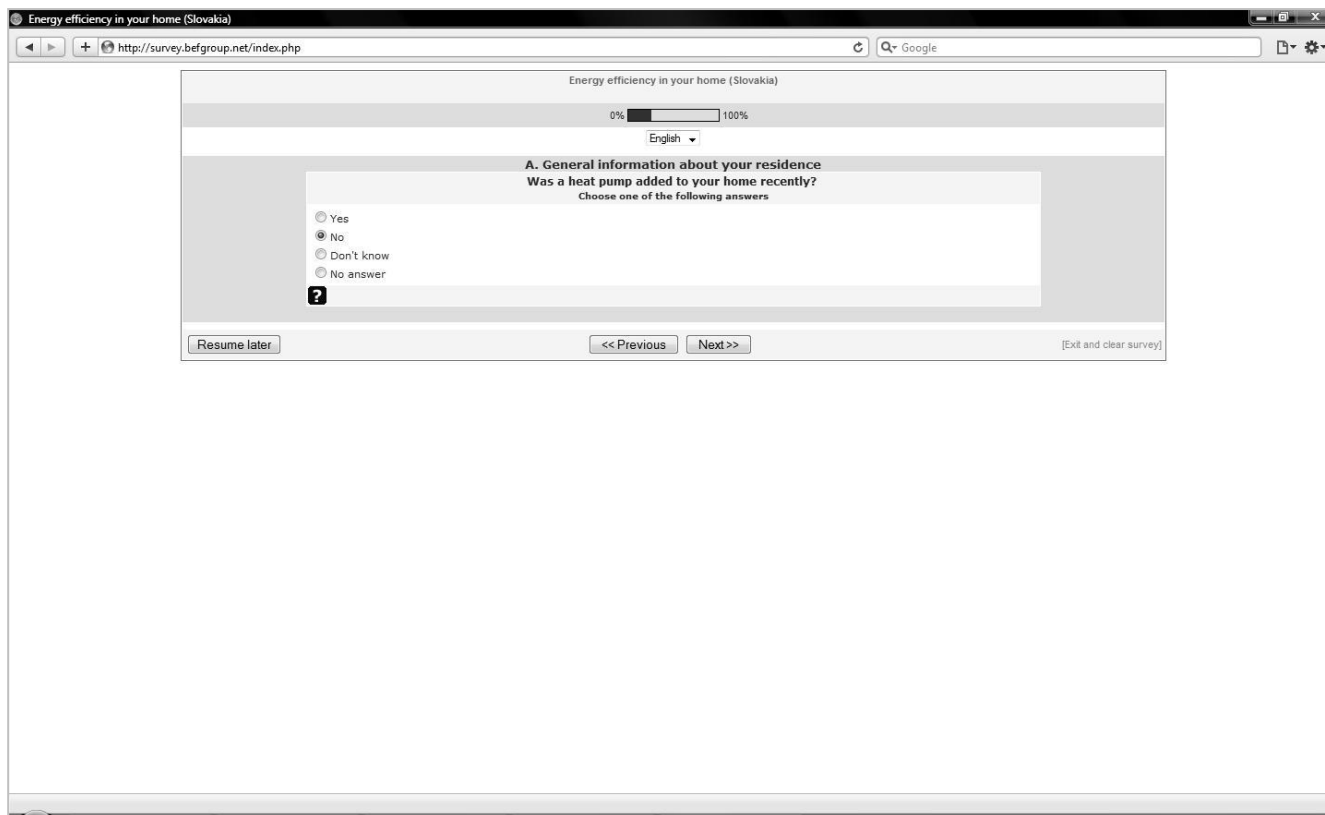 Energy efficiency in your home (Slovakia)
http://survey.befgroup.net/index.php
Google
Energy efficiency in your home (Slovakia)
0% 100%
English
A. General information about your residence
Was a heat pump added to your home recently?
Choose one of the following answers
Yes
No
Don't know
No answer
?
Resume later << Previous Next >> [Exit and clear survey]